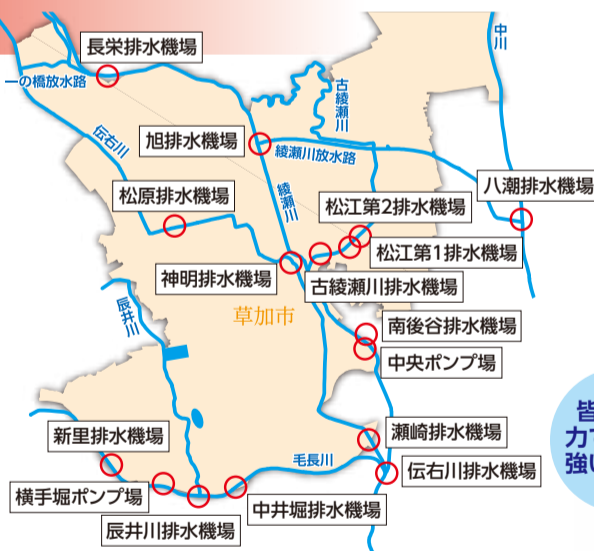 長栄排水機場
中川
一の橋放水路
古綾瀬川
伝右川
旭排水機場
綾瀬川放水路
八潮排水機場
松原排水機場
綾瀬川
松江第2排水機場
松江第1排水機場
神明排水機場
古綾瀬川排水機場
草加市
辰井川
南後谷排水機場
中央ポンプ場
皆
力で
強い
瀬崎排水機場
新里排水機場
毛長川
伝右川排水機場
横手堀ポンプ場
中井堀排水機場
辰井川排水機場